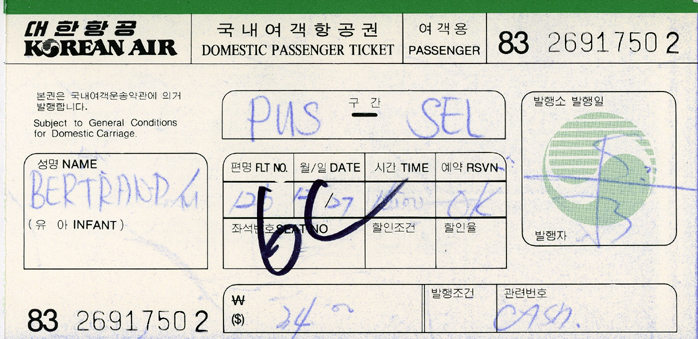 대한항공
KOREAN AIR
국내여객항공권
DOMESTIC PASSENGER TICKET
여객용
PASSENGER
83 2691750 2
본권은 국내여객운송약관에 의거
발행합니다.
Subject to General Conditions
for Domestic Carriage.
구간
PUS — SEL
발행소 발행일
성명 NAME
BERTRAND M
(유 아 INFANT)
편명 FLT NO. 월/일 DATE 시간 TIME 예약 RSVN
/27 OK
좌석번호 SEAT NO 할인조건 할인율
6C
발행자
₩
($)
24 00
발행조건 관련번호
CASH.
83 2691750 2